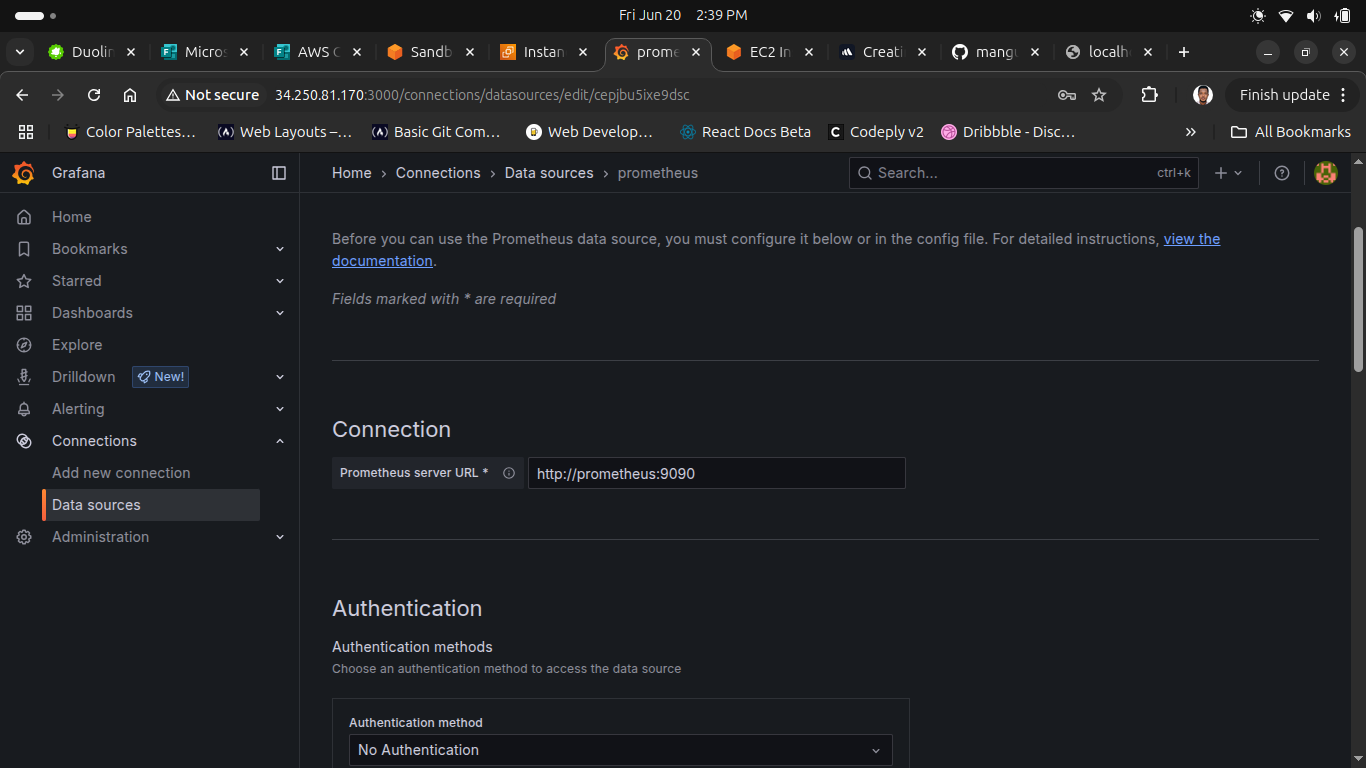 Fri Jun 20 2:39 PM
Duolin
Micros
AWS C
Sandb
Instan
prome
EC2 In
Creati
mangu
localh
Not secure 34.250.81.170:3000/connections/datasources/edit/cepjbu5ixe9dsc
Finish update
Color Palettes…
Web Layouts –…
Basic Git Com…
Web Develop…
React Docs Beta
Codeply v2
Dribbble - Disc…
» All Bookmarks
Grafana
Home › Connections › Data sources › prometheus
Search... ctrl+k
Home
Bookmarks
Starred
Dashboards
Explore
Drilldown New!
Alerting
Connections
Add new connection
Data sources
Administration
Before you can use the Prometheus data source, you must configure it below or in the config file. For detailed instructions, view the
documentation.
Fields marked with * are required
Connection
Prometheus server URL * http://prometheus:9090
Authentication
Authentication methods
Choose an authentication method to access the data source
Authentication method
No Authentication